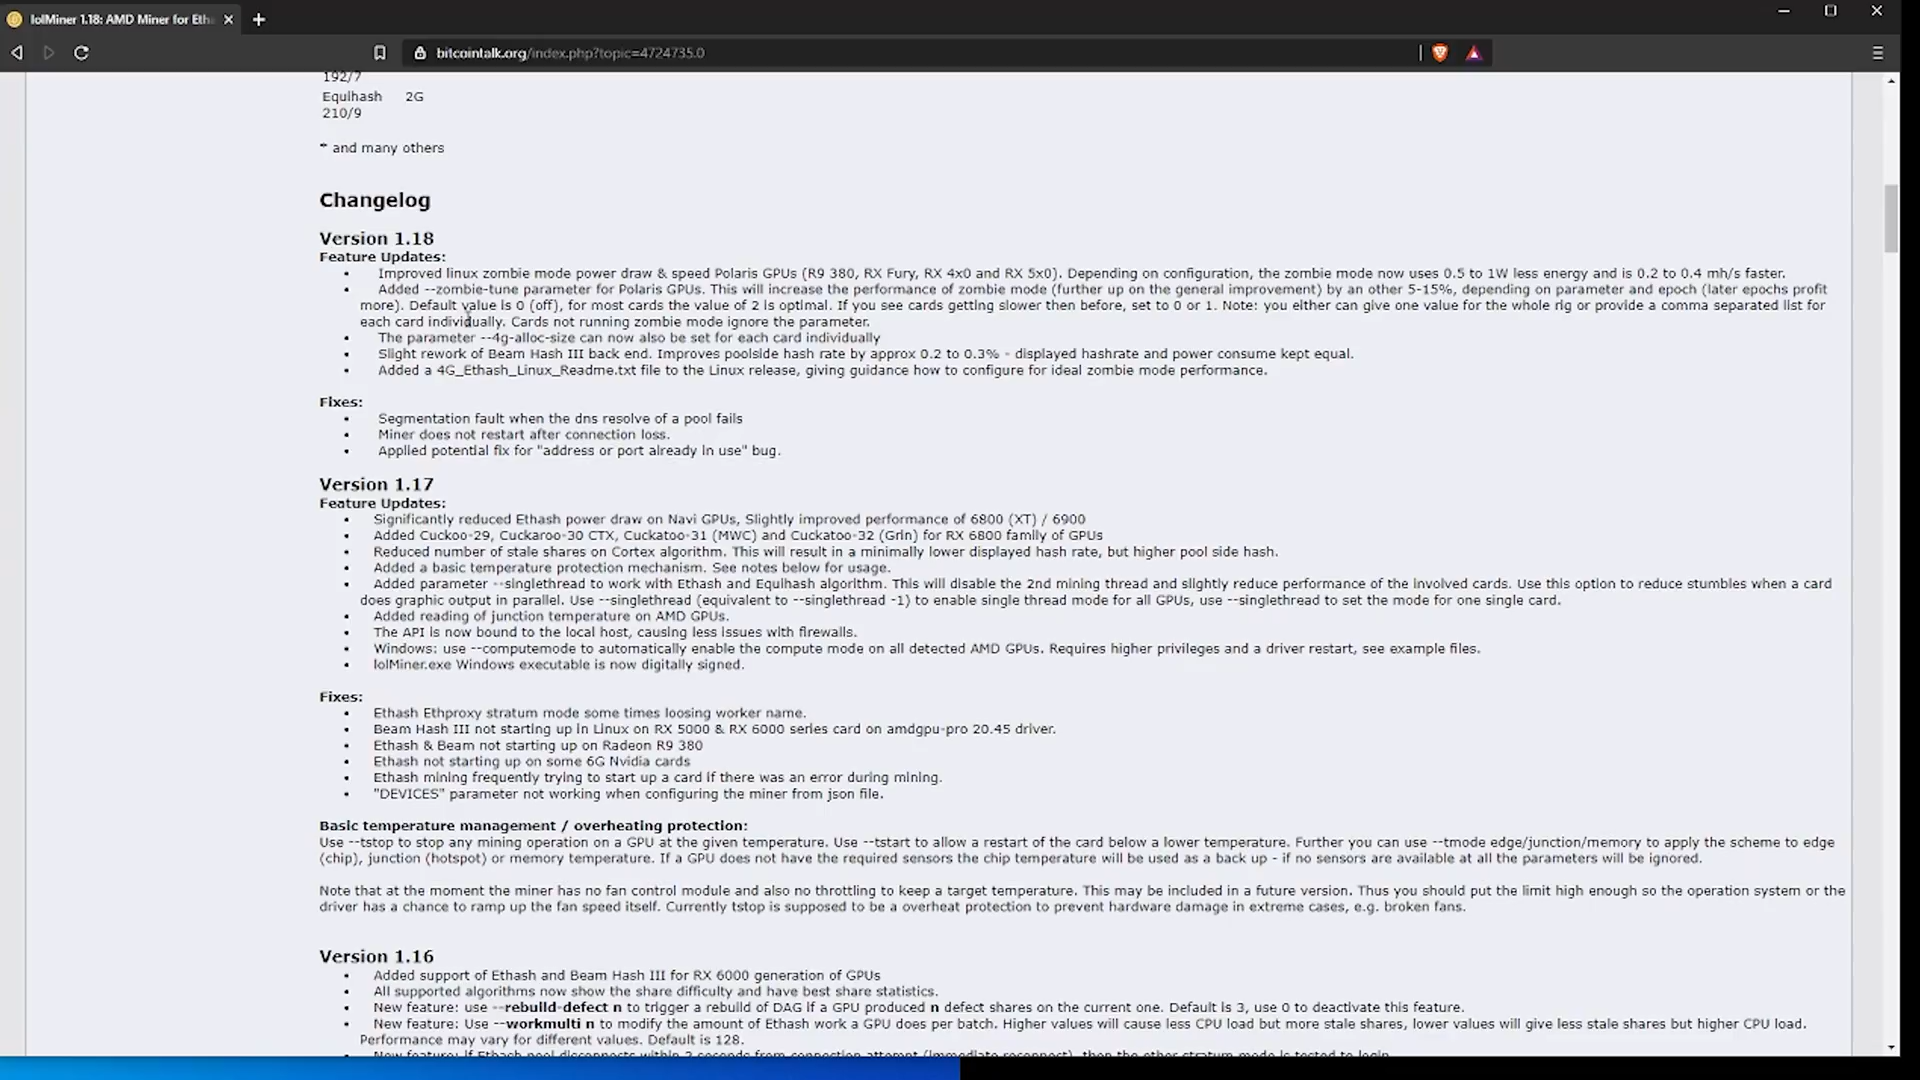 lolMiner 1.18: AMD Miner for Eth
bitcointalk.org/index.php?topic=4724735.0
192/7
Equihash 2G
210/9
* and many others
Changelog
Version 1.18
Feature Updates:
• Improved linux zombie mode power draw & speed Polaris GPUs (R9 380, RX Fury, RX 4x0 and RX 5x0). Depending on configuration, the zombie mode now uses 0.5 to 1W less energy and is 0.2 to 0.4 mh/s faster.
• Added --zombie-tune parameter for Polaris GPUs. This will increase the performance of zombie mode (further up on the general improvement) by an other 5-15%, depending on parameter and epoch (later epochs profit
more). Default value is 0 (off), for most cards the value of 2 is optimal. If you see cards getting slower then before, set to 0 or 1. Note: you either can give one value for the whole rig or provide a comma separated list for
each card individually. Cards not running zombie mode ignore the parameter.
• The parameter --4g-alloc-size can now also be set for each card individually
• Slight rework of Beam Hash III back end. Improves poolside hash rate by approx 0.2 to 0.3% - displayed hashrate and power consume kept equal.
• Added a 4G_Ethash_Linux_Readme.txt file to the Linux release, giving guidance how to configure for ideal zombie mode performance.
Fixes:
• Segmentation fault when the dns resolve of a pool fails
• Miner does not restart after connection loss.
• Applied potential fix for "address or port already in use" bug.
Version 1.17
Feature Updates:
• Significantly reduced Ethash power draw on Navi GPUs, Slightly improved performance of 6800 (XT) / 6900
• Added Cuckoo-29, Cuckaroo-30 CTX, Cuckatoo-31 (MWC) and Cuckatoo-32 (Grin) for RX 6800 family of GPUs
• Reduced number of stale shares on Cortex algorithm. This will result in a minimally lower displayed hash rate, but higher pool side hash.
• Added a basic temperature protection mechanism. See notes below for usage.
• Added parameter --singlethread to work with Ethash and Equihash algorithm. This will disable the 2nd mining thread and slightly reduce performance of the involved cards. Use this option to reduce stumbles when a card
does graphic output in parallel. Use --singlethread (equivalent to --singlethread -1) to enable single thread mode for all GPUs, use --singlethread to set the mode for one single card.
• Added reading of junction temperature on AMD GPUs.
• The API is now bound to the local host, causing less issues with firewalls.
• Windows: use --computemode to automatically enable the compute mode on all detected AMD GPUs. Requires higher privileges and a driver restart, see example files.
• lolMiner.exe Windows executable is now digitally signed.
Fixes:
• Ethash Ethproxy stratum mode some times loosing worker name.
• Beam Hash III not starting up in Linux on RX 5000 & RX 6000 series card on amdgpu-pro 20.45 driver.
• Ethash & Beam not starting up on Radeon R9 380
• Ethash not starting up on some 6G Nvidia cards
• Ethash mining frequently trying to start up a card if there was an error during mining.
• "DEVICES" parameter not working when configuring the miner from json file.
Basic temperature management / overheating protection:
Use --tstop to stop any mining operation on a GPU at the given temperature. Use --tstart to allow a restart of the card below a lower temperature. Further you can use --tmode edge/junction/memory to apply the scheme to edge
(chip), junction (hotspot) or memory temperature. If a GPU does not have the required sensors the chip temperature will be used as a back up - if no sensors are available at all the parameters will be ignored.
Note that at the moment the miner has no fan control module and also no throttling to keep a target temperature. This may be included in a future version. Thus you should put the limit high enough so the operation system or the
driver has a chance to ramp up the fan speed itself. Currently tstop is supposed to be a overheat protection to prevent hardware damage in extreme cases, e.g. broken fans.
Version 1.16
• Added support of Ethash and Beam Hash III for RX 6000 generation of GPUs
• All supported algorithms now show the share difficulty and have best share statistics.
• New feature: use --rebuild-defect n to trigger a rebuild of DAG if a GPU produced n defect shares on the current one. Default is 3, use 0 to deactivate this feature.
• New feature: Use --workmulti n to modify the amount of Ethash work a GPU does per batch. Higher values will cause less CPU load but more stale shares, lower values will give less stale shares but higher CPU load.
Performance may vary for different values. Default is 128.
• New feature: if Ethash pool disconnects within 2 seconds from connection attempt (immediate reconnect), then the other stratum mode is tested to login